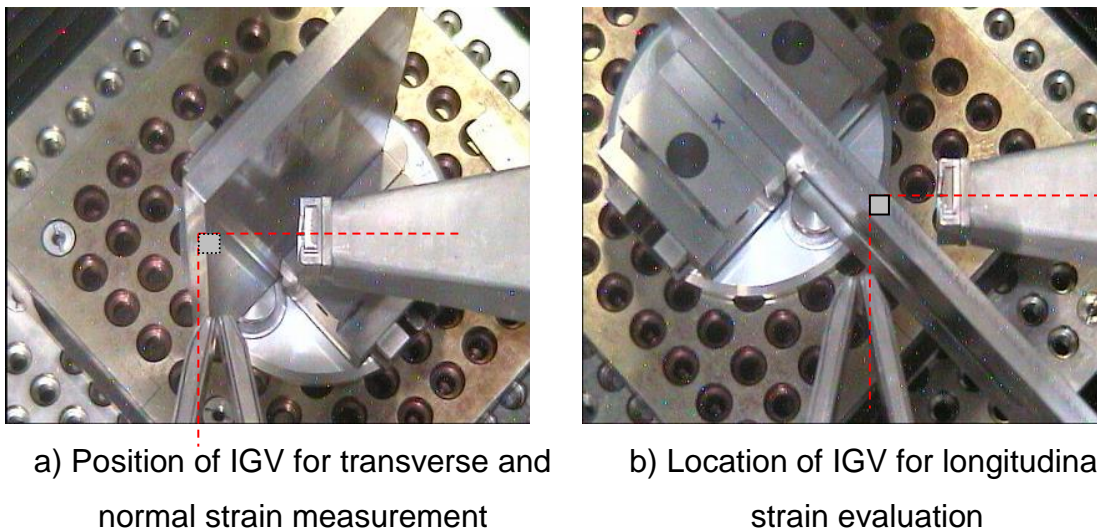 a) Position of IGV for transverse and
normal strain measurement
b) Location of IGV for longitudina
strain evaluation